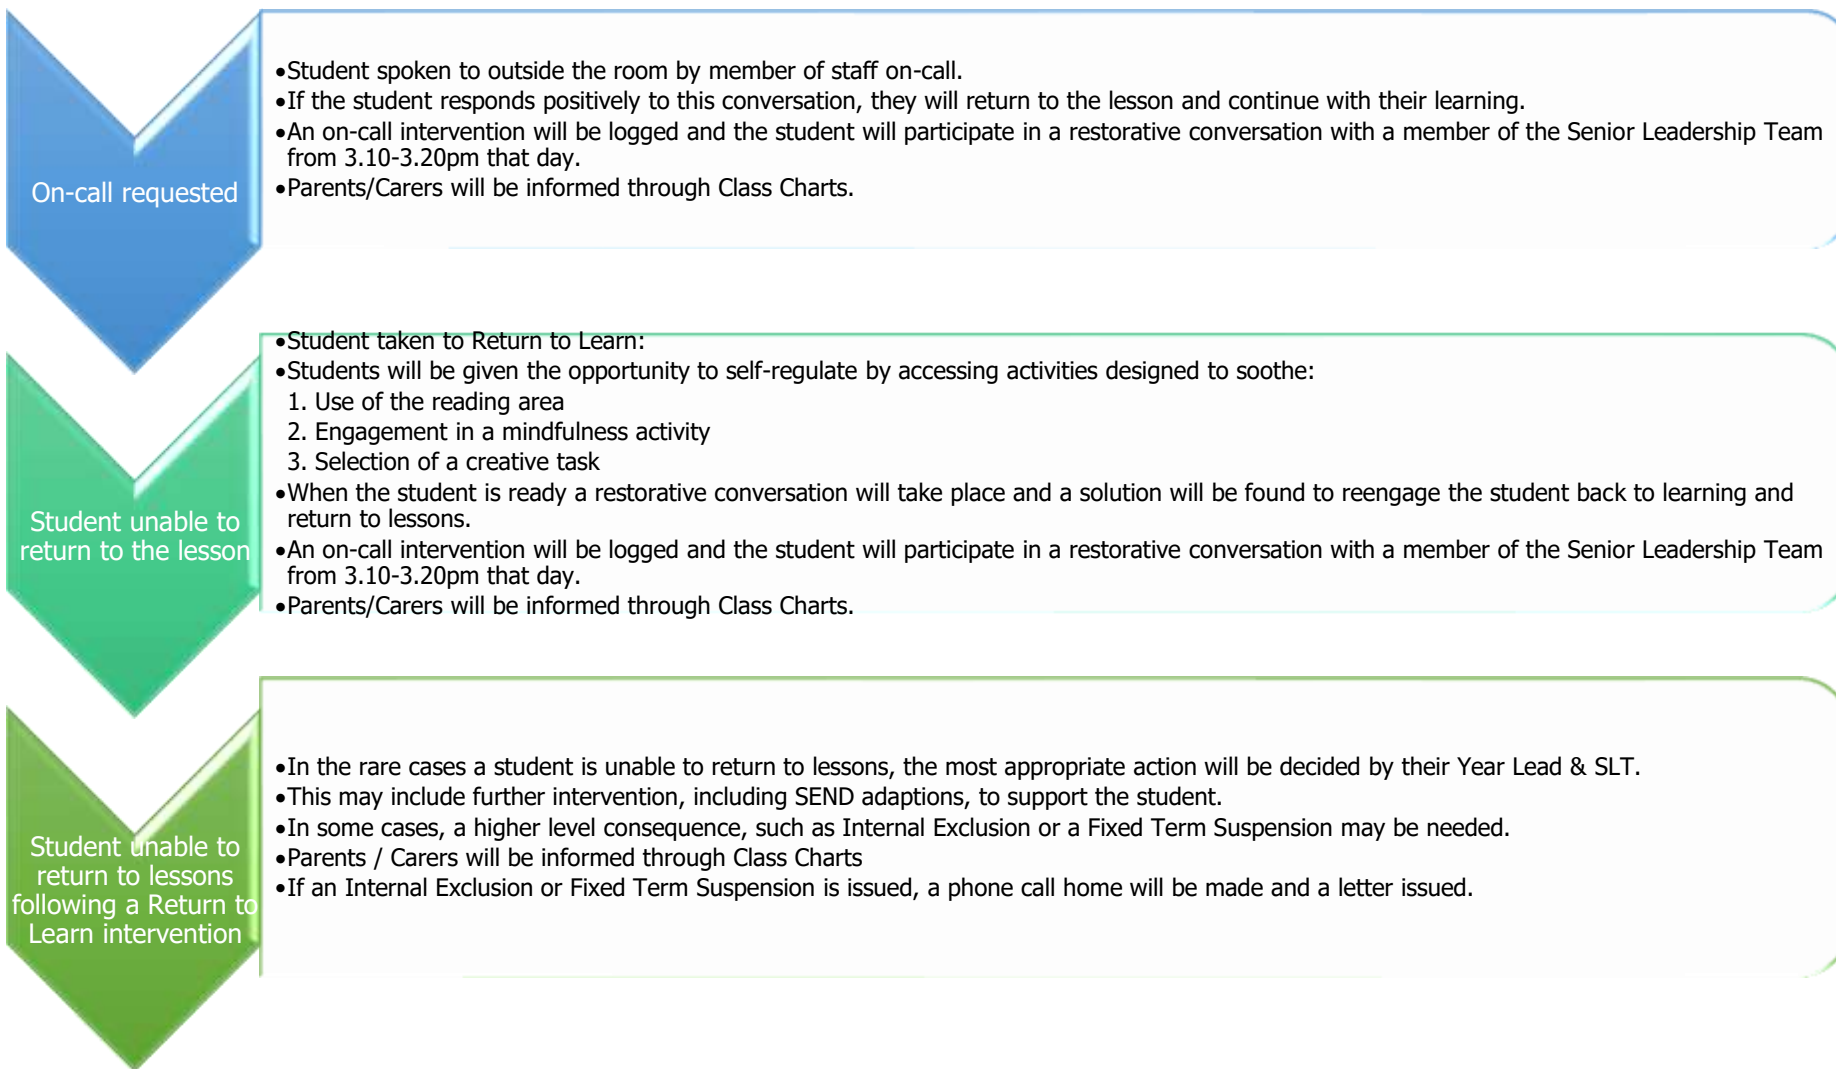 On-call requested
•Student spoken to outside the room by member of staff on-call.
•If the student responds positively to this conversation, they will return to the lesson and continue with their learning.
•An on-call intervention will be logged and the student will participate in a restorative conversation with a member of the Senior Leadership Team
from 3.10-3.20pm that day.
•Parents/Carers will be informed through Class Charts.
Student unable to
return to the lesson
•Student taken to Return to Learn:
•Students will be given the opportunity to self-regulate by accessing activities designed to soothe:
1. Use of the reading area
2. Engagement in a mindfulness activity
3. Selection of a creative task
•When the student is ready a restorative conversation will take place and a solution will be found to reengage the student back to learning and
return to lessons.
•An on-call intervention will be logged and the student will participate in a restorative conversation with a member of the Senior Leadership Team
from 3.10-3.20pm that day.
•Parents/Carers will be informed through Class Charts.
Student unable to
return to lessons
following a Return to
Learn intervention
•In the rare cases a student is unable to return to lessons, the most appropriate action will be decided by their Year Lead & SLT.
•This may include further intervention, including SEND adaptions, to support the student.
•In some cases, a higher level consequence, such as Internal Exclusion or a Fixed Term Suspension may be needed.
•Parents / Carers will be informed through Class Charts
•If an Internal Exclusion or Fixed Term Suspension is issued, a phone call home will be made and a letter issued.